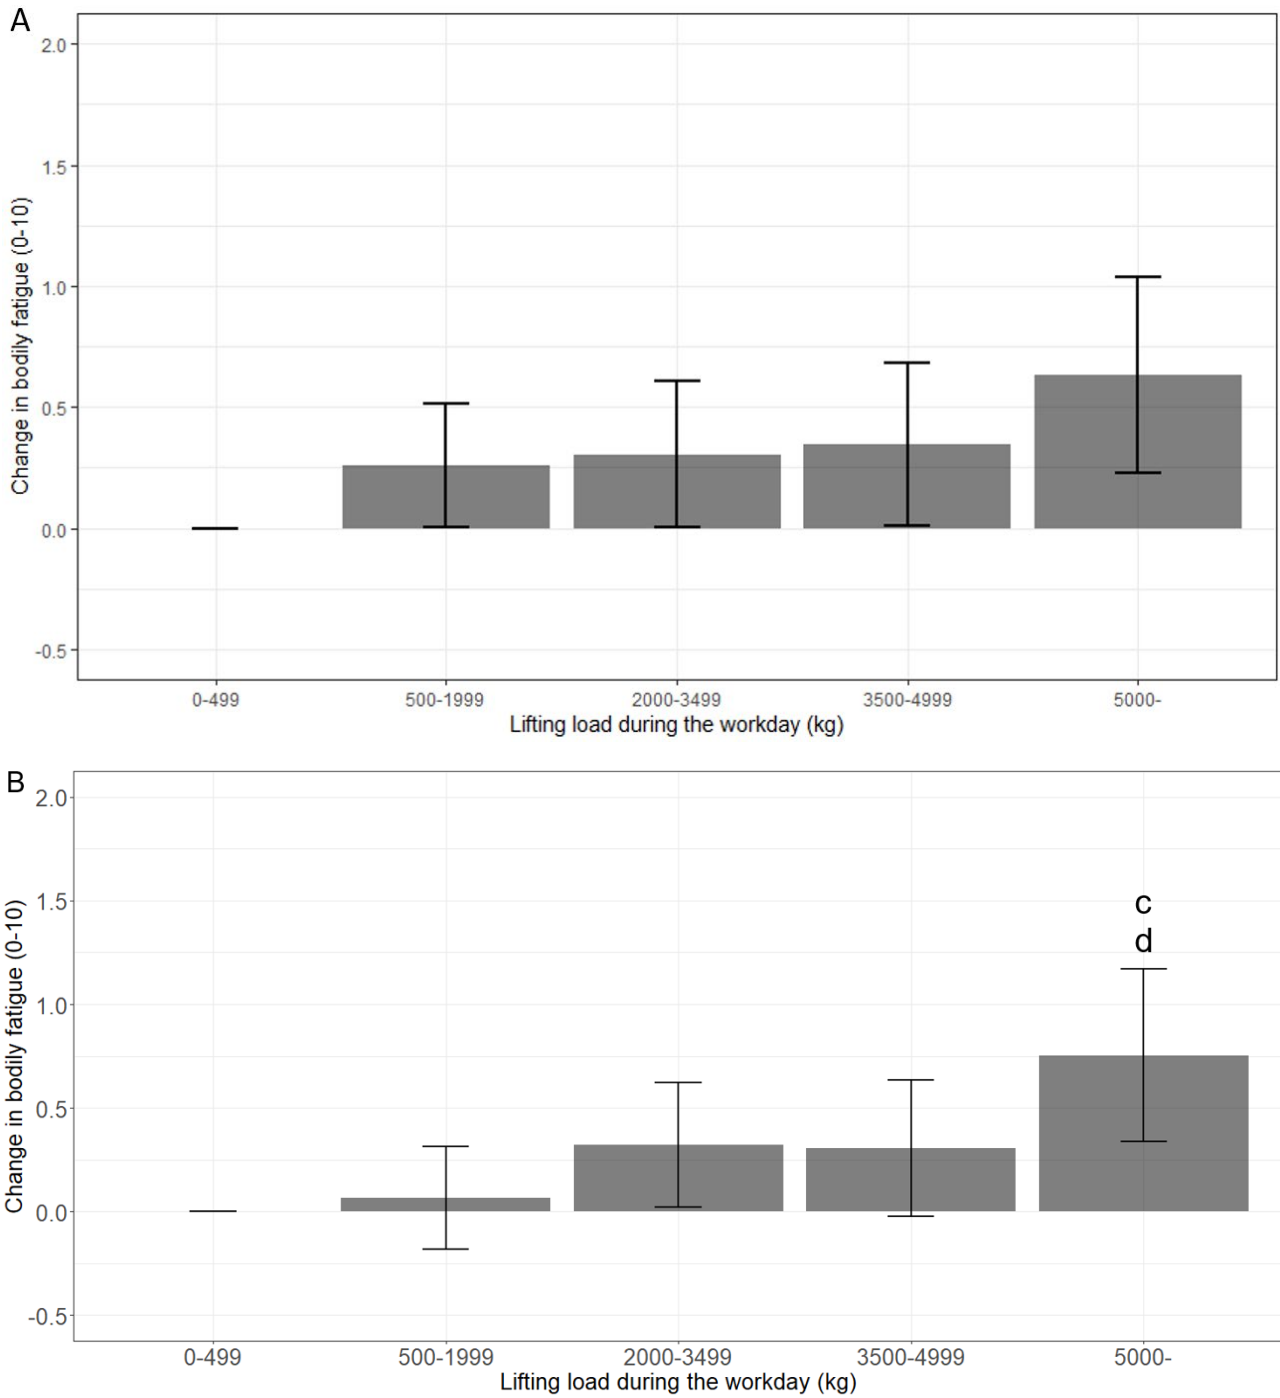 A
Change in bodily fatigue (0-10)
2.0
1.5
1.0
0.5
0.0
-0.5
0-499 500-1999 2000-3499 3500-4999 5000-
Lifting load during the workday (kg)
B
Change in bodily fatigue (0-10)
2.0
1.5
1.0
0.5
0.0
-0.5
c
d
0-499 500-1999 2000-3499 3500-4999 5000-
Lifting load during the workday (kg)